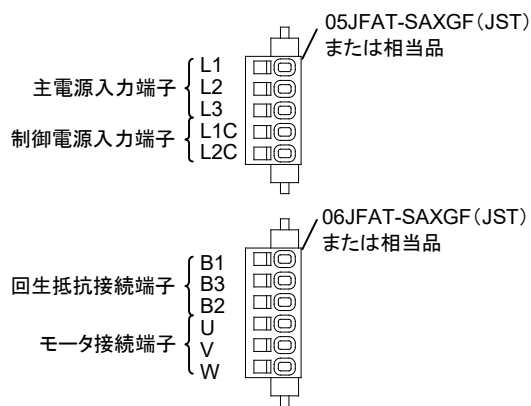 05JFAT-SAXGF(JST)
または相当品
主電源入力端子
L1
L2
L3
制御電源入力端子
L1C
L2C
06JFAT-SAXGF(JST)
または相当品
回生抵抗接続端子
B1
B3
B2
モータ接続端子
U
V
W